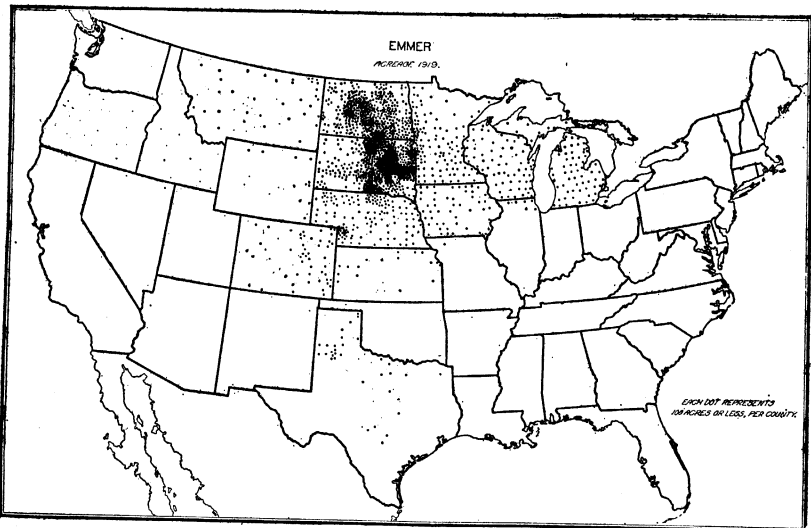 EMMER
ACREAGE 1919.
EACH DOT REPRESENTS
100 ACRES OR LESS, PER COUNTY.